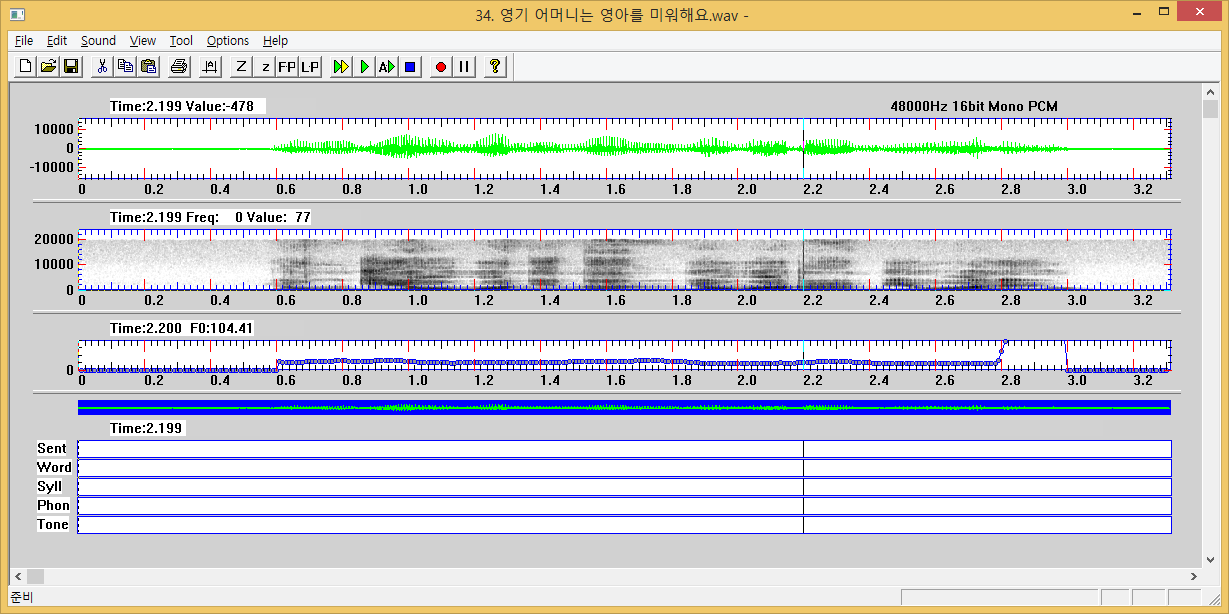 34. 영기 어머니는 영아를 미워해요.wav -
File Edit Sound View Tool Options Help
Z z FP LP A ?
Time:2.199 Value:-478 48000Hz 16bit Mono PCM
10000
0
-10000
0 0.2 0.4 0.6 0.8 1.0 1.2 1.4 1.6 1.8 2.0 2.2 2.4 2.6 2.8 3.0 3.2
Time:2.199 Freq: 0 Value: 77
20000
10000
0
0 0.2 0.4 0.6 0.8 1.0 1.2 1.4 1.6 1.8 2.0 2.2 2.4 2.6 2.8 3.0 3.2
Time:2.200 F0:104.41
0
0 0.2 0.4 0.6 0.8 1.0 1.2 1.4 1.6 1.8 2.0 2.2 2.4 2.6 2.8 3.0 3.2
Time:2.199
Sent
Word
Syll
Phon
Tone
준비